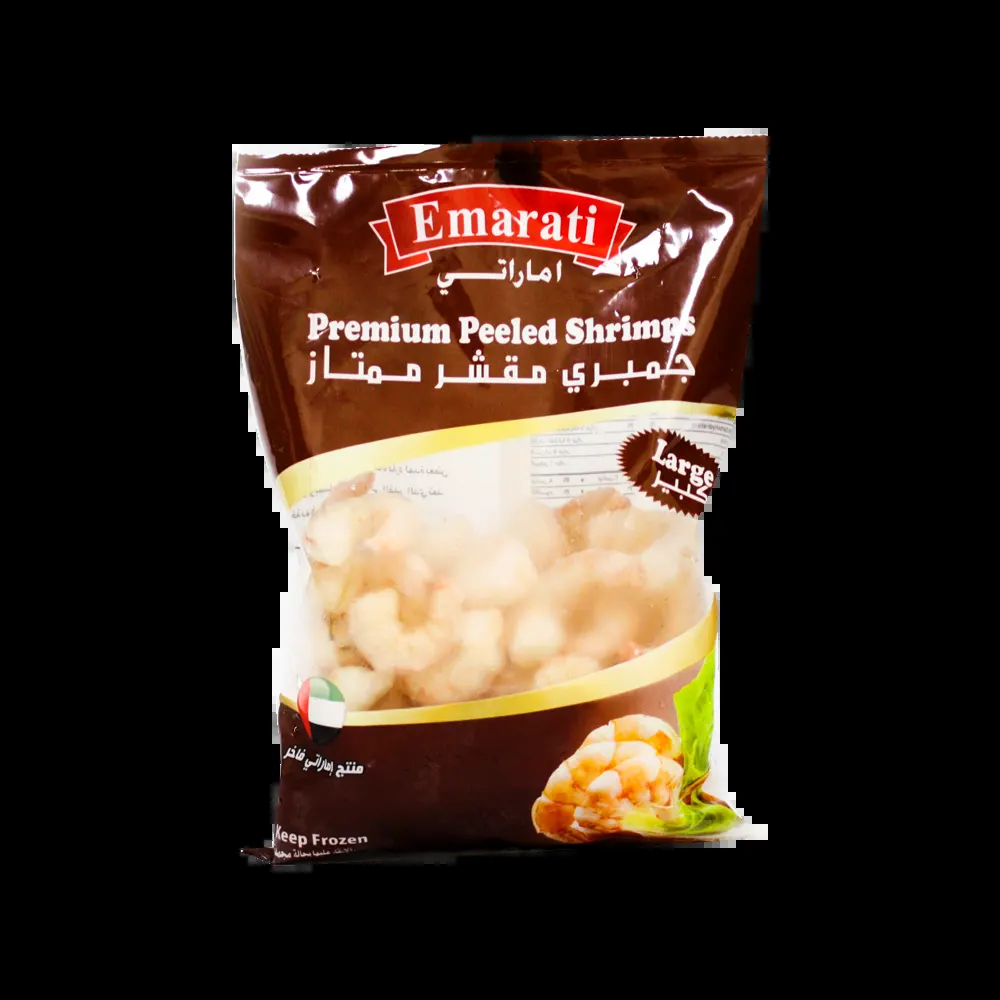 Emarati
اماراتي
Premium Peeled Shrimps
جمبري مقشر ممتاز
Large
كبير
منتج إماراتي فاخر
Keep Frozen